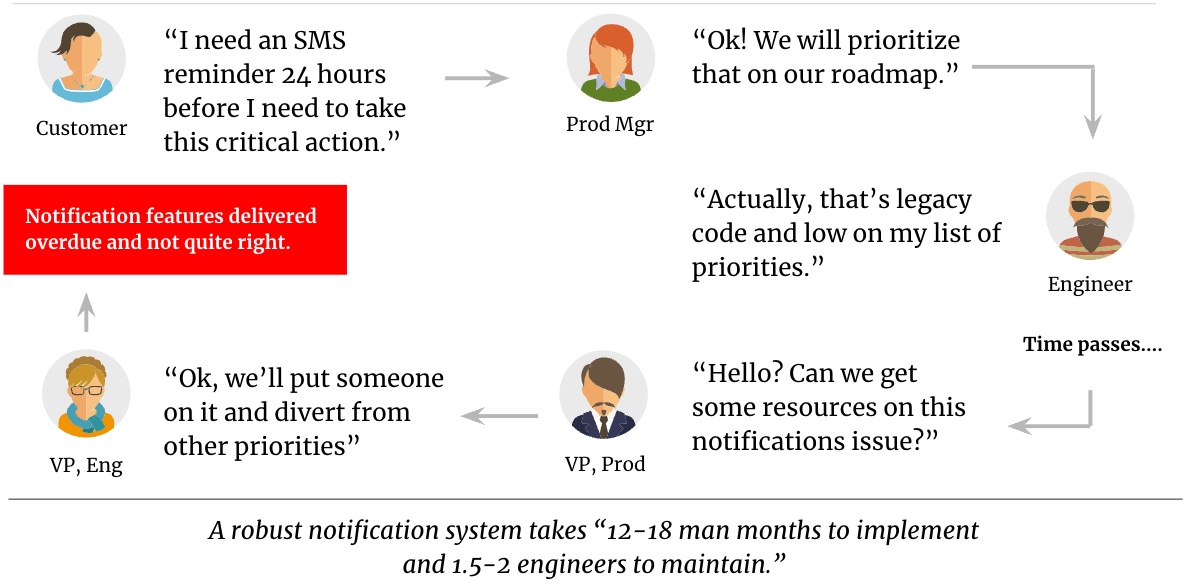 “I need an SMS
reminder 24 hours
before I need to take
this critical action.”
Customer
“Ok! We will prioritize
that on our roadmap.”
Prod Mgr
“Actually, that’s legacy
code and low on my list of
priorities.”
Engineer
Time passes....
“Hello? Can we get
some resources on this
notifications issue?”
VP, Prod
“Ok, we’ll put someone
on it and divert from
other priorities”
VP, Eng
Notification features delivered
overdue and not quite right.
A robust notification system takes “12-18 man months to implement
and 1.5-2 engineers to maintain.”